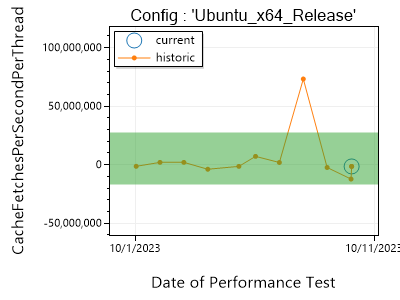 Config : 'Ubuntu_x64_Release'
current
historic
CacheFetchesPerSecondPerThread
100,000,000
50,000,000
0
-50,000,000
10/1/2023
10/11/2023
Date of Performance Test